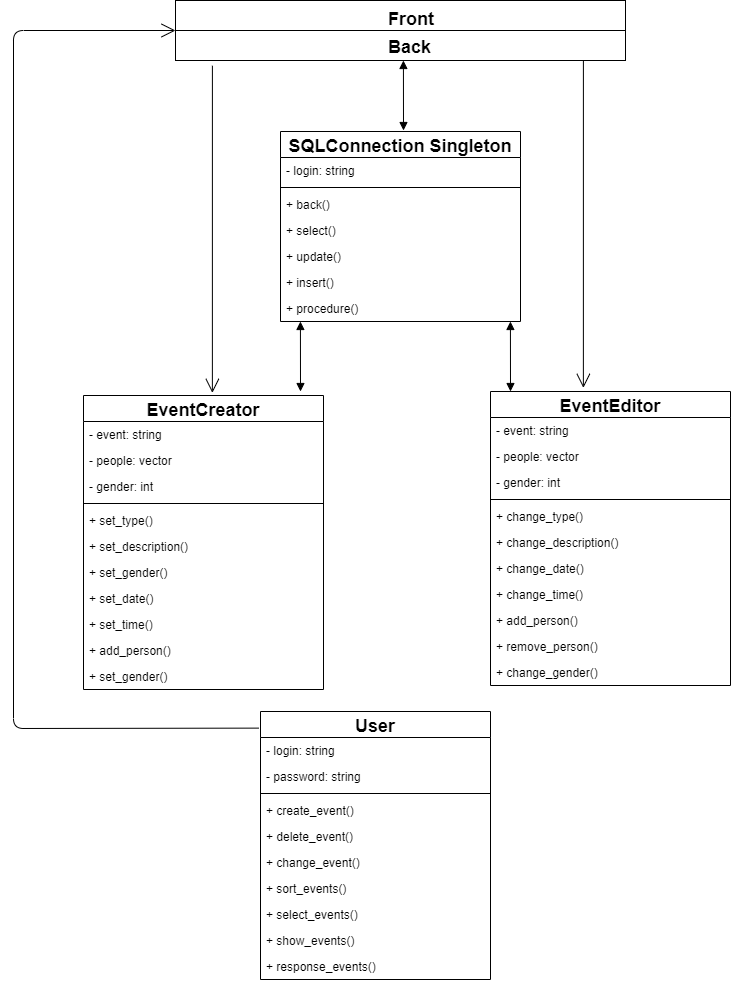 Front
Back
SQLConnection Singleton
- login: string
+ back()
+ select()
+ update()
+ insert()
+ procedure()
EventCreator
- event: string
- people: vector
- gender: int
+ set_type()
+ set_description()
+ set_gender()
+ set_date()
+ set_time()
+ add_person()
+ set_gender()
EventEditor
- event: string
- people: vector
- gender: int
+ change_type()
+ change_description()
+ change_date()
+ change_time()
+ add_person()
+ remove_person()
+ change_gender()
User
- login: string
- password: string
+ create_event()
+ delete_event()
+ change_event()
+ sort_events()
+ select_events()
+ show_events()
+ response_events()